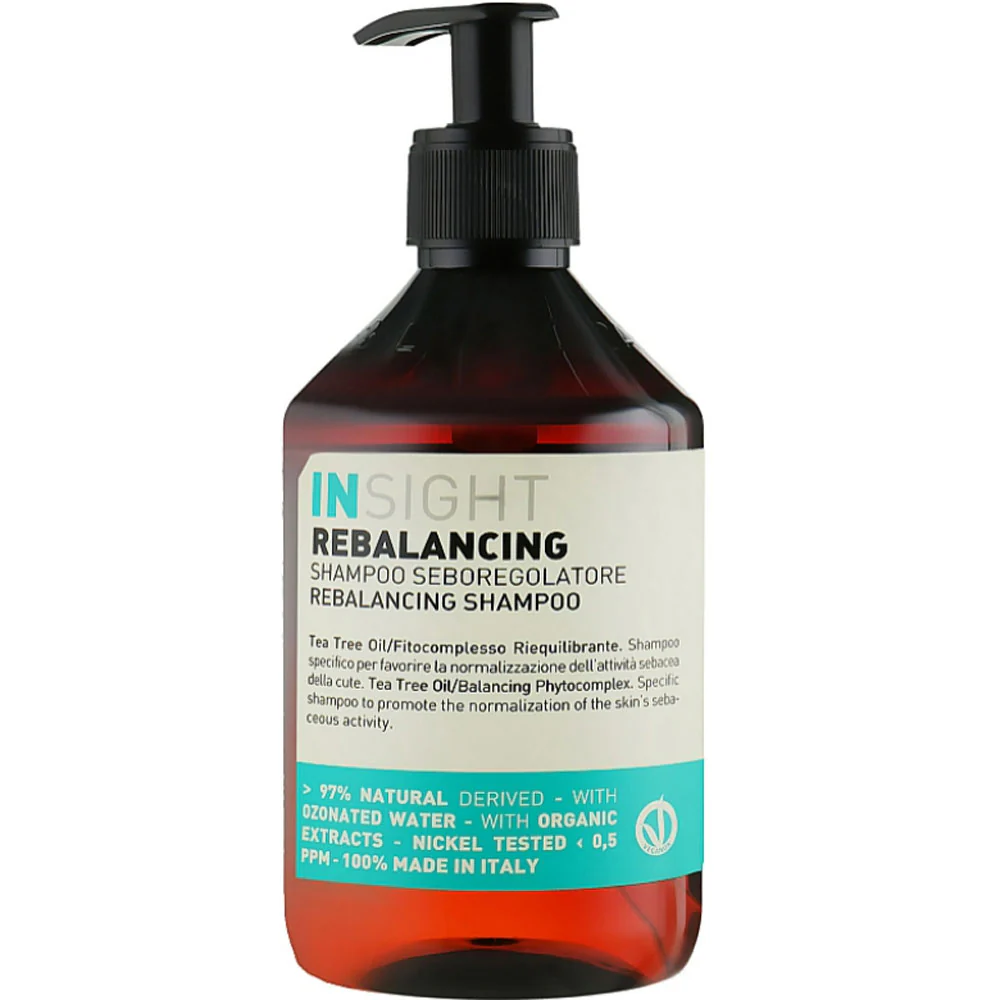 INSIGHT
REBALANCING
SHAMPOO SEBOREGOLATORE
REBALANCING SHAMPOO
Tea Tree Oil/Fitocomplesso Riequilibrante. Shampoo
specifico per favorire la normalizzazione dell'attività sebacea
della cute. Tea Tree Oil/Balancing Phytocomplex. Specific
shampoo to promote the normalization of the skin's seba-
ceous activity.
> 97% NATURAL DERIVED - WITH
OZONATED WATER - WITH ORGANIC
EXTRACTS - NICKEL TESTED < 0,5
PPM - 100% MADE IN ITALY
VEGANOK